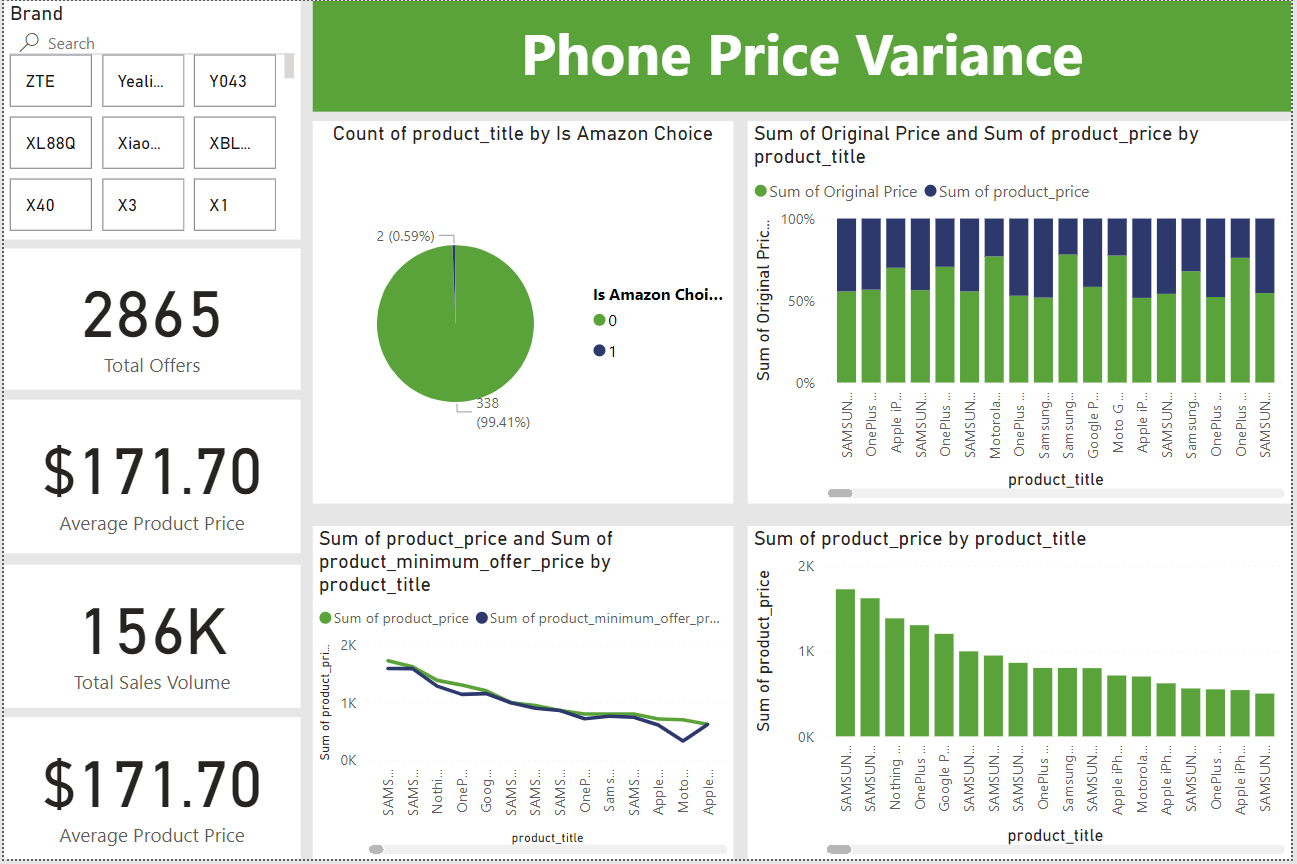 Brand
Search
ZTE
Yeali...
Y043
XL88Q
Xiao...
XBL...
X40
X3
X1
2865
Total Offers
$171.70
Average Product Price
156K
Total Sales Volume
$171.70
Average Product Price
Phone Price Variance
Count of product_title by Is Amazon Choice
2 (0.59%)
338
(99.41%)
Is Amazon Choi...
0
1
Sum of Original Price and Sum of product_price by
product_title
Sum of Original Price
Sum of product_price
Sum of Original Pric...
100%
50%
0%
SAMSUN...
OnePlus ...
Apple iP...
SAMSUN...
OnePlus ...
SAMSUN...
Motorola...
OnePlus ...
Samsung...
Samsung...
Google P...
Moto G ...
Apple iP...
SAMSUN...
Samsung...
OnePlus ...
OnePlus ...
SAMSUN...
product_title
Sum of product_price and Sum of
product_minimum_offer_price by
product_title
Sum of product_price
Sum of product_minimum_offer_pr...
Sum of product_pri...
2K
1K
0K
SAMS...
SAMS...
Nothi...
OneP...
Goog...
SAMS...
SAMS...
SAMS...
OneP...
Sams...
SAMS...
Apple...
Moto...
Apple...
product_title
Sum of product_price by product_title
Sum of product_price
2K
1K
0K
SAMSUN...
SAMSUN...
Nothing ...
OnePlus ...
Google P...
SAMSUN...
SAMSUN...
SAMSUN...
OnePlus ...
Samsung...
SAMSUN...
Apple iPh...
Motorola ...
Apple iPh...
SAMSUN...
OnePlus ...
Apple iPh...
SAMSUN...
product_title